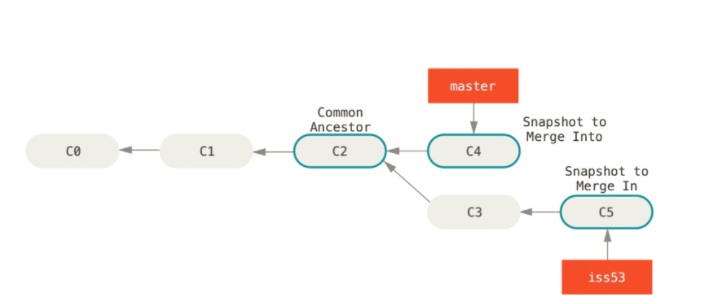 master
Common
Ancestor
Snapshot to
Merge Into
C0
C1
C2
C4
Snapshot to
Merge In
C3
C5
iss53